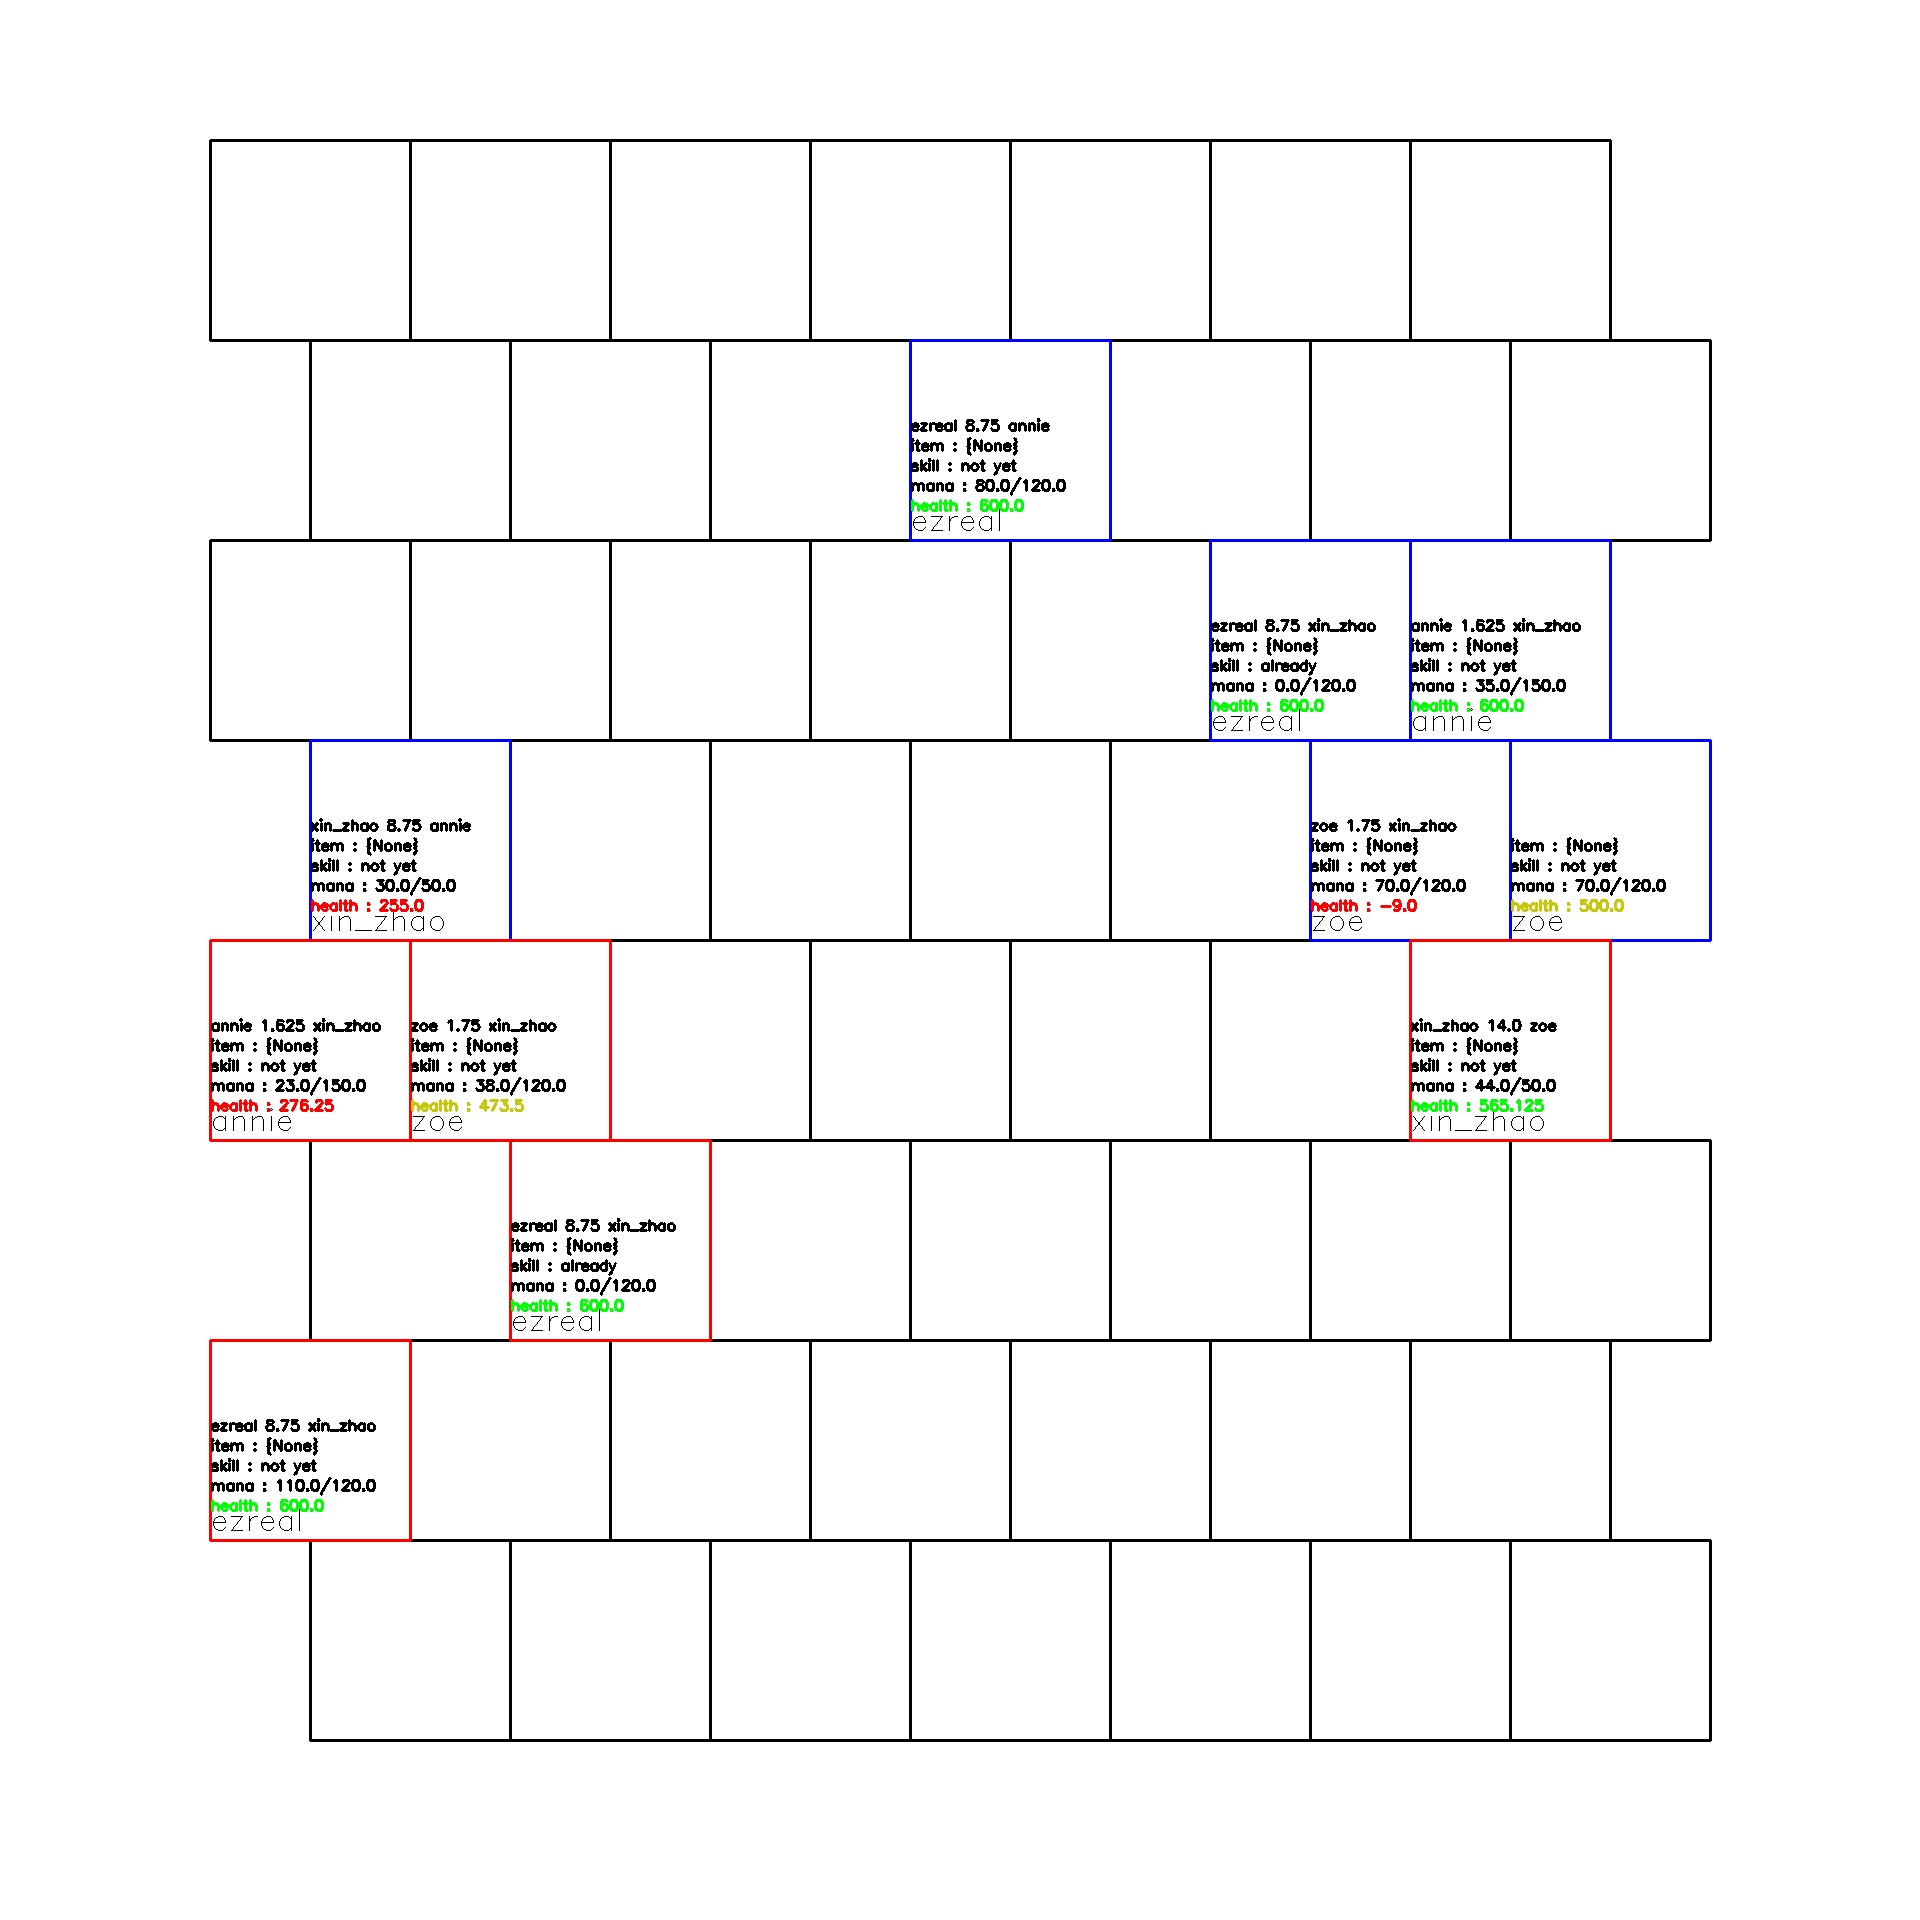 ezreal 8.75 annie
item : {None}
skill : not yet
mana : 80.0/120.0
health : 600.0
ezreal
ezreal 8.75 xin_zhao
item : {None}
skill : already
mana : 0.0/120.0
health : 600.0
ezreal
annie 1.625 xin_zhao
item : {None}
skill : not yet
mana : 35.0/150.0
health : 600.0
annie
xin_zhao 8.75 annie
item : {None}
skill : not yet
mana : 30.0/50.0
health : 255.0
xin_zhao
zoe 1.75 xin_zhao
item : {None}
skill : not yet
mana : 70.0/120.0
health : -9.0
zoe
item : {None}
skill : not yet
mana : 70.0/120.0
health : 500.0
zoe
annie 1.625 xin_zhao
item : {None}
skill : not yet
mana : 23.0/150.0
health : 276.25
annie
zoe 1.75 xin_zhao
item : {None}
skill : not yet
mana : 38.0/120.0
health : 473.5
zoe
xin_zhao 14.0 zoe
item : {None}
skill : not yet
mana : 44.0/50.0
health : 565.125
xin_zhao
ezreal 8.75 xin_zhao
item : {None}
skill : already
mana : 0.0/120.0
health : 600.0
ezreal
ezreal 8.75 xin_zhao
item : {None}
skill : not yet
mana : 110.0/120.0
health : 600.0
ezreal